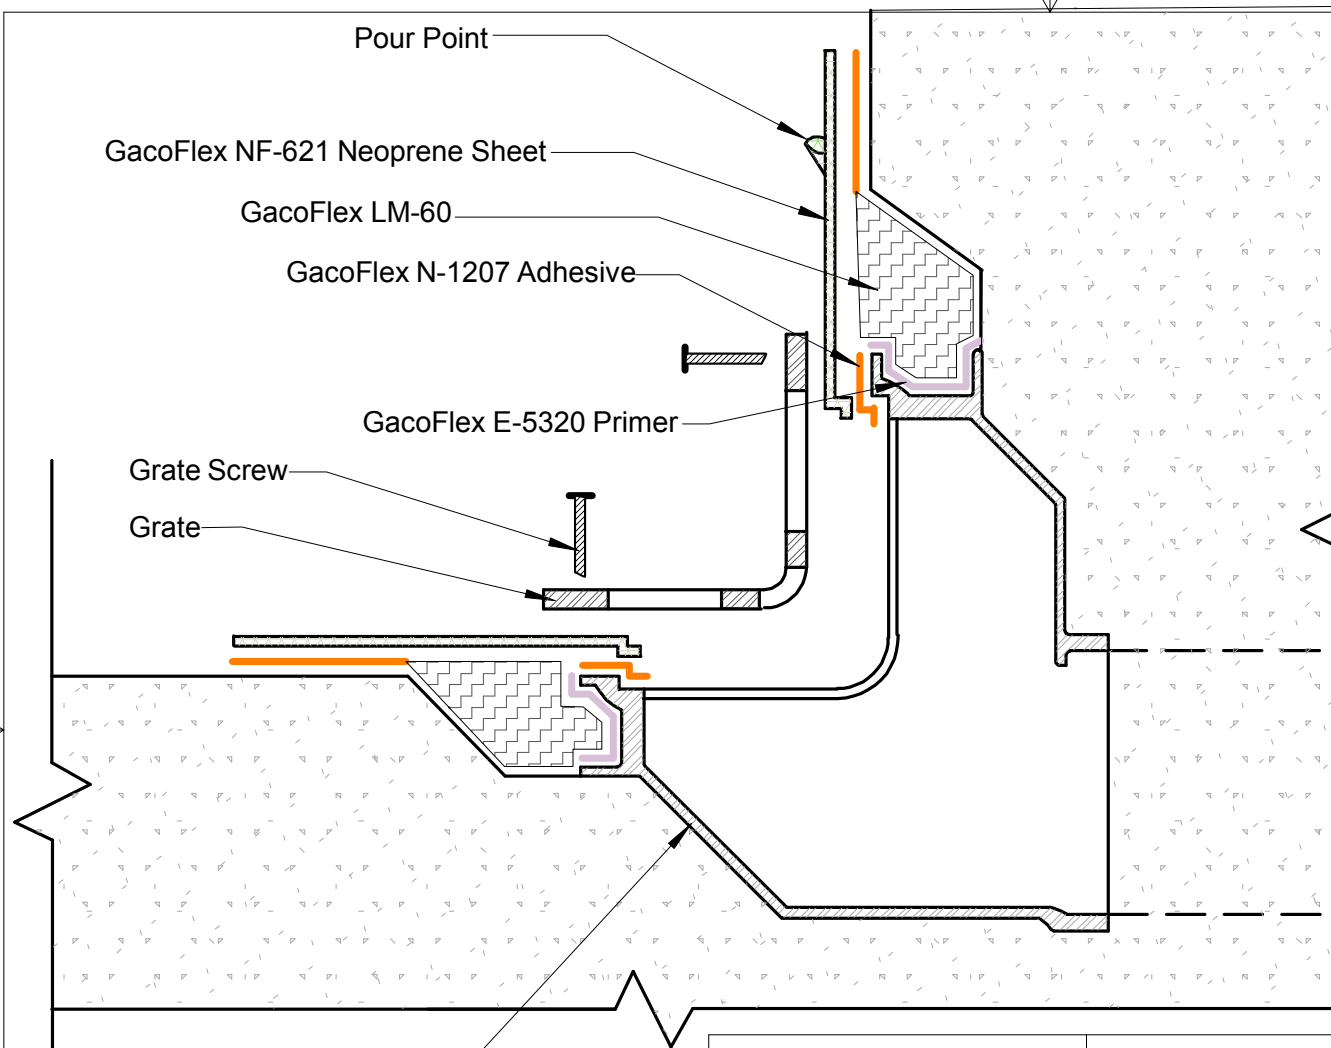 Pour Point
GacoFlex NF-621 Neoprene Sheet
GacoFlex LM-60
GacoFlex N-1207 Adhesive
GacoFlex E-5320 Primer
Grate Screw
Grate